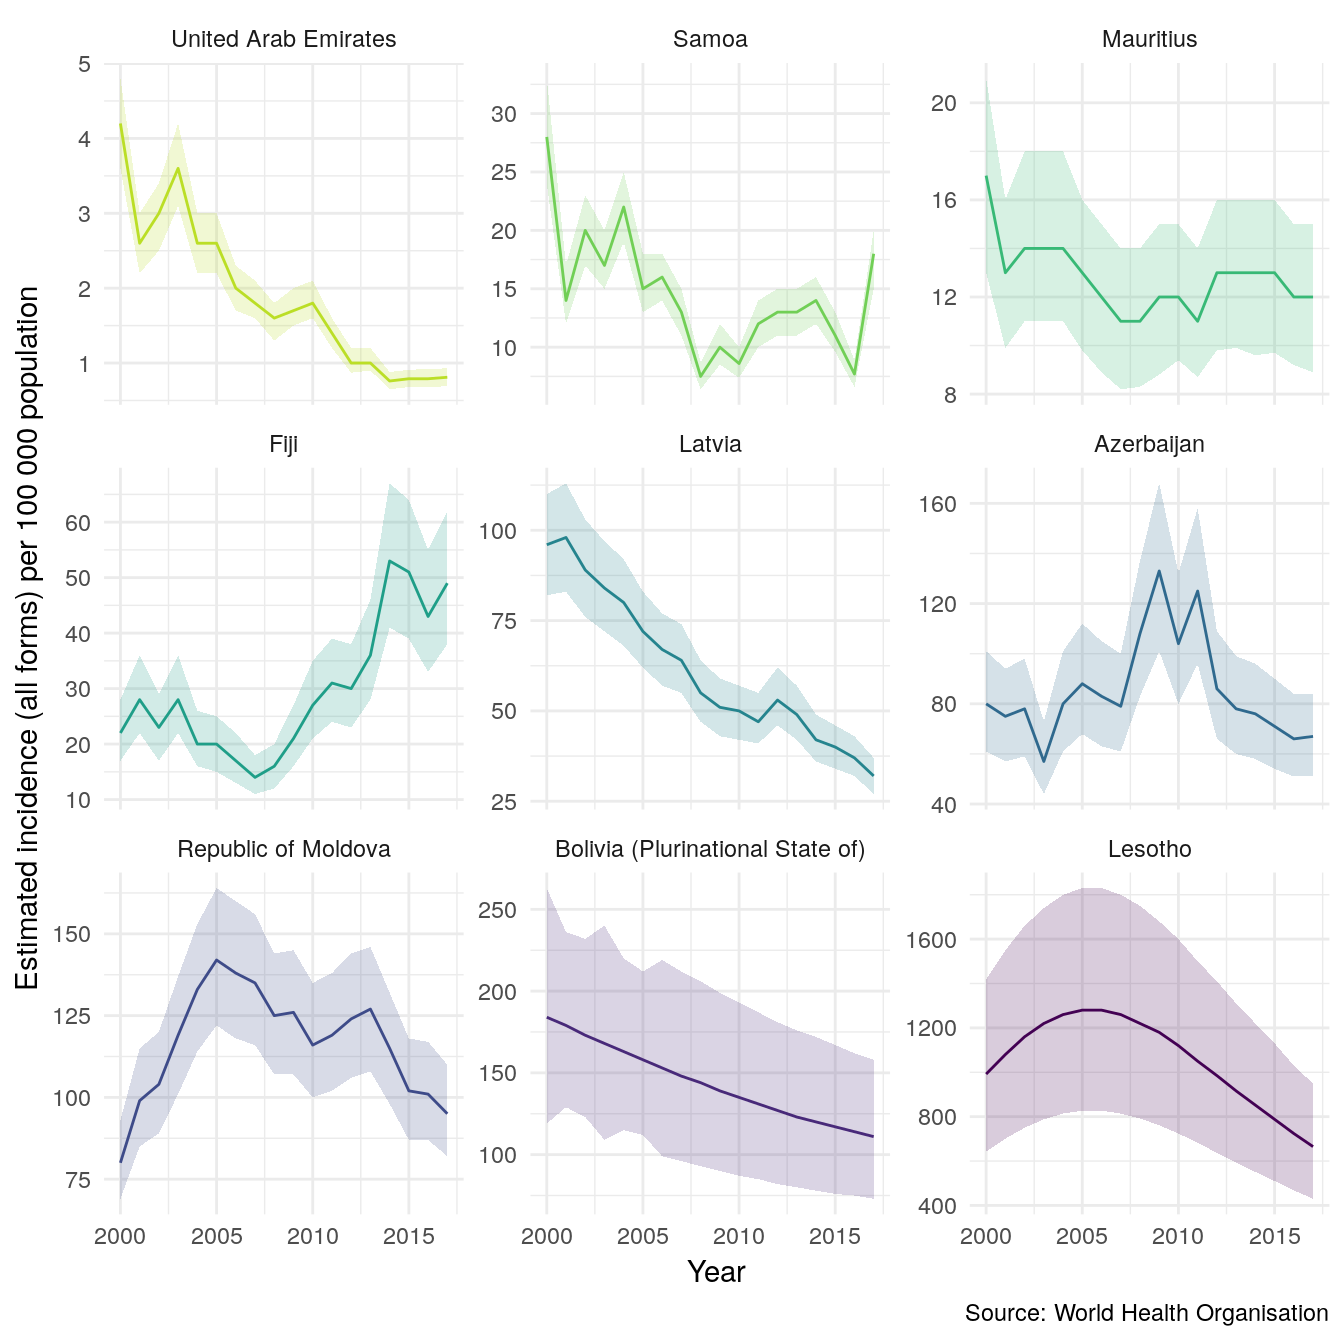 United Arab Emirates
Samoa
Mauritius
5
4
3
2
1
30
25
20
15
10
20
16
12
8
Estimated incidence (all forms) per 100 000 population
Fiji
Latvia
Azerbaijan
60
50
40
30
20
10
100
75
50
25
160
120
80
40
Republic of Moldova
Bolivia (Plurinational State of)
Lesotho
150
125
100
75
250
200
150
100
1600
1200
800
400
2000 2005 2010 2015
2000 2005 2010 2015
2000 2005 2010 2015
Year
Source: World Health Organisation